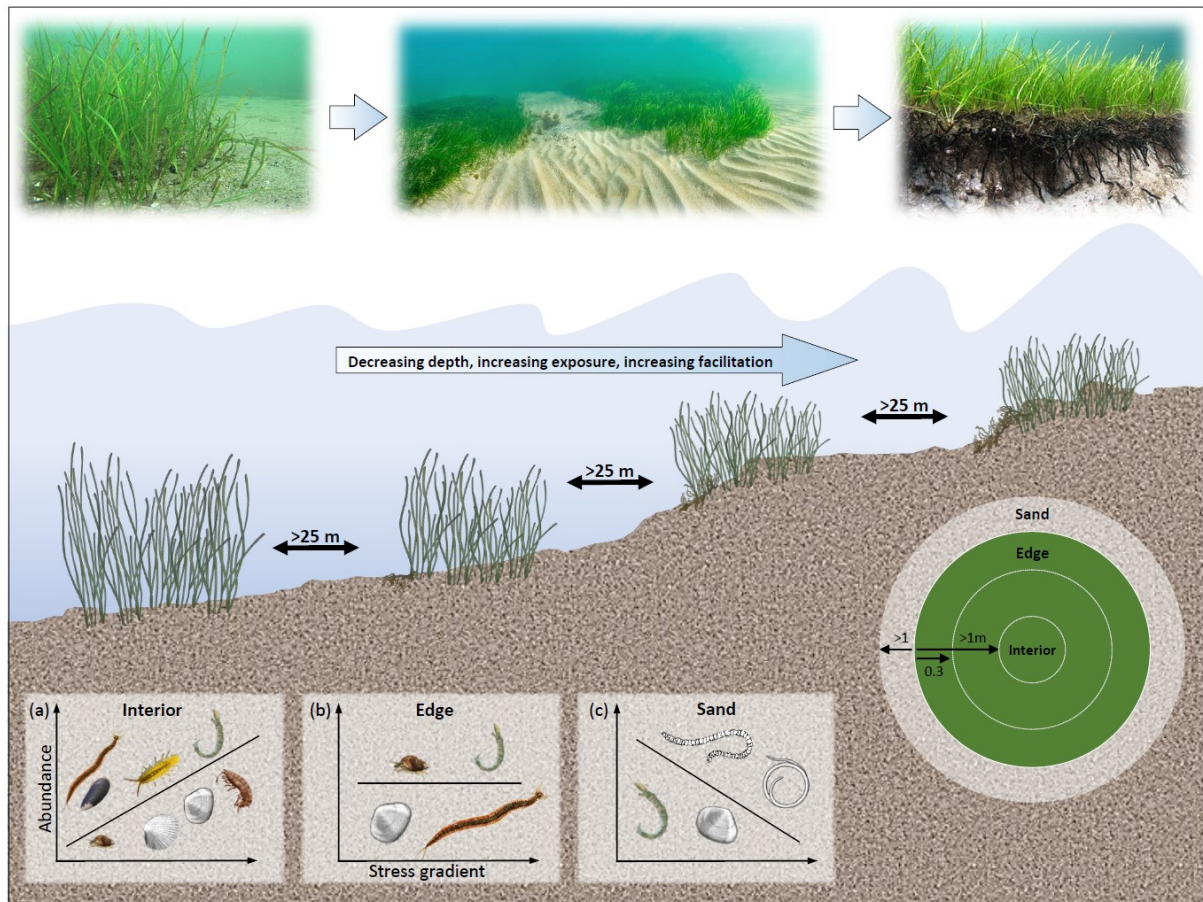 Decreasing depth, increasing exposure, increasing facilitation
>25 m
>25 m
>25 m
Sand
Edge
>1
>1m
Interior
0.3
(a)
Interior
(b)
Edge
(c)
Sand
Abundance
Stress gradient